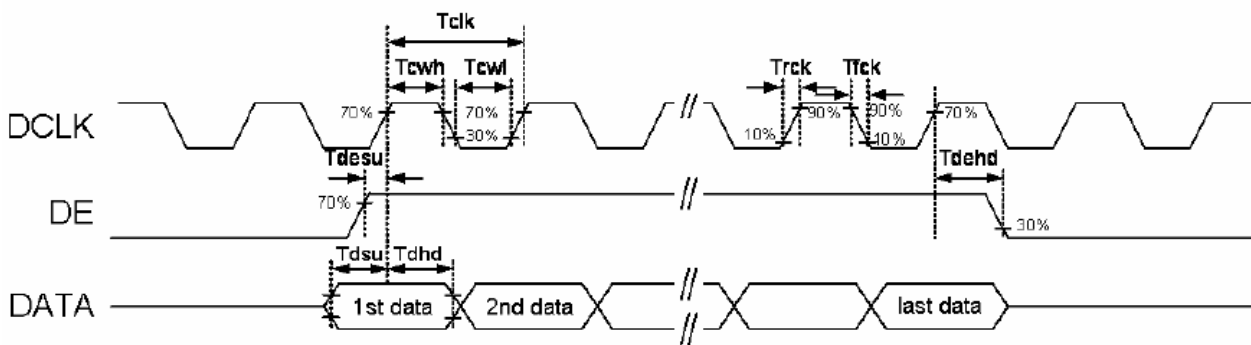 Tclk
Tcwh Tcwl Trck Tfck
DCLK 70% 70% 30% 10% 90% 90% 10% 70%
Tdesu Tdehd
DE 70% 30%
Tdsu Tdhd
DATA 1st data 2nd data last data